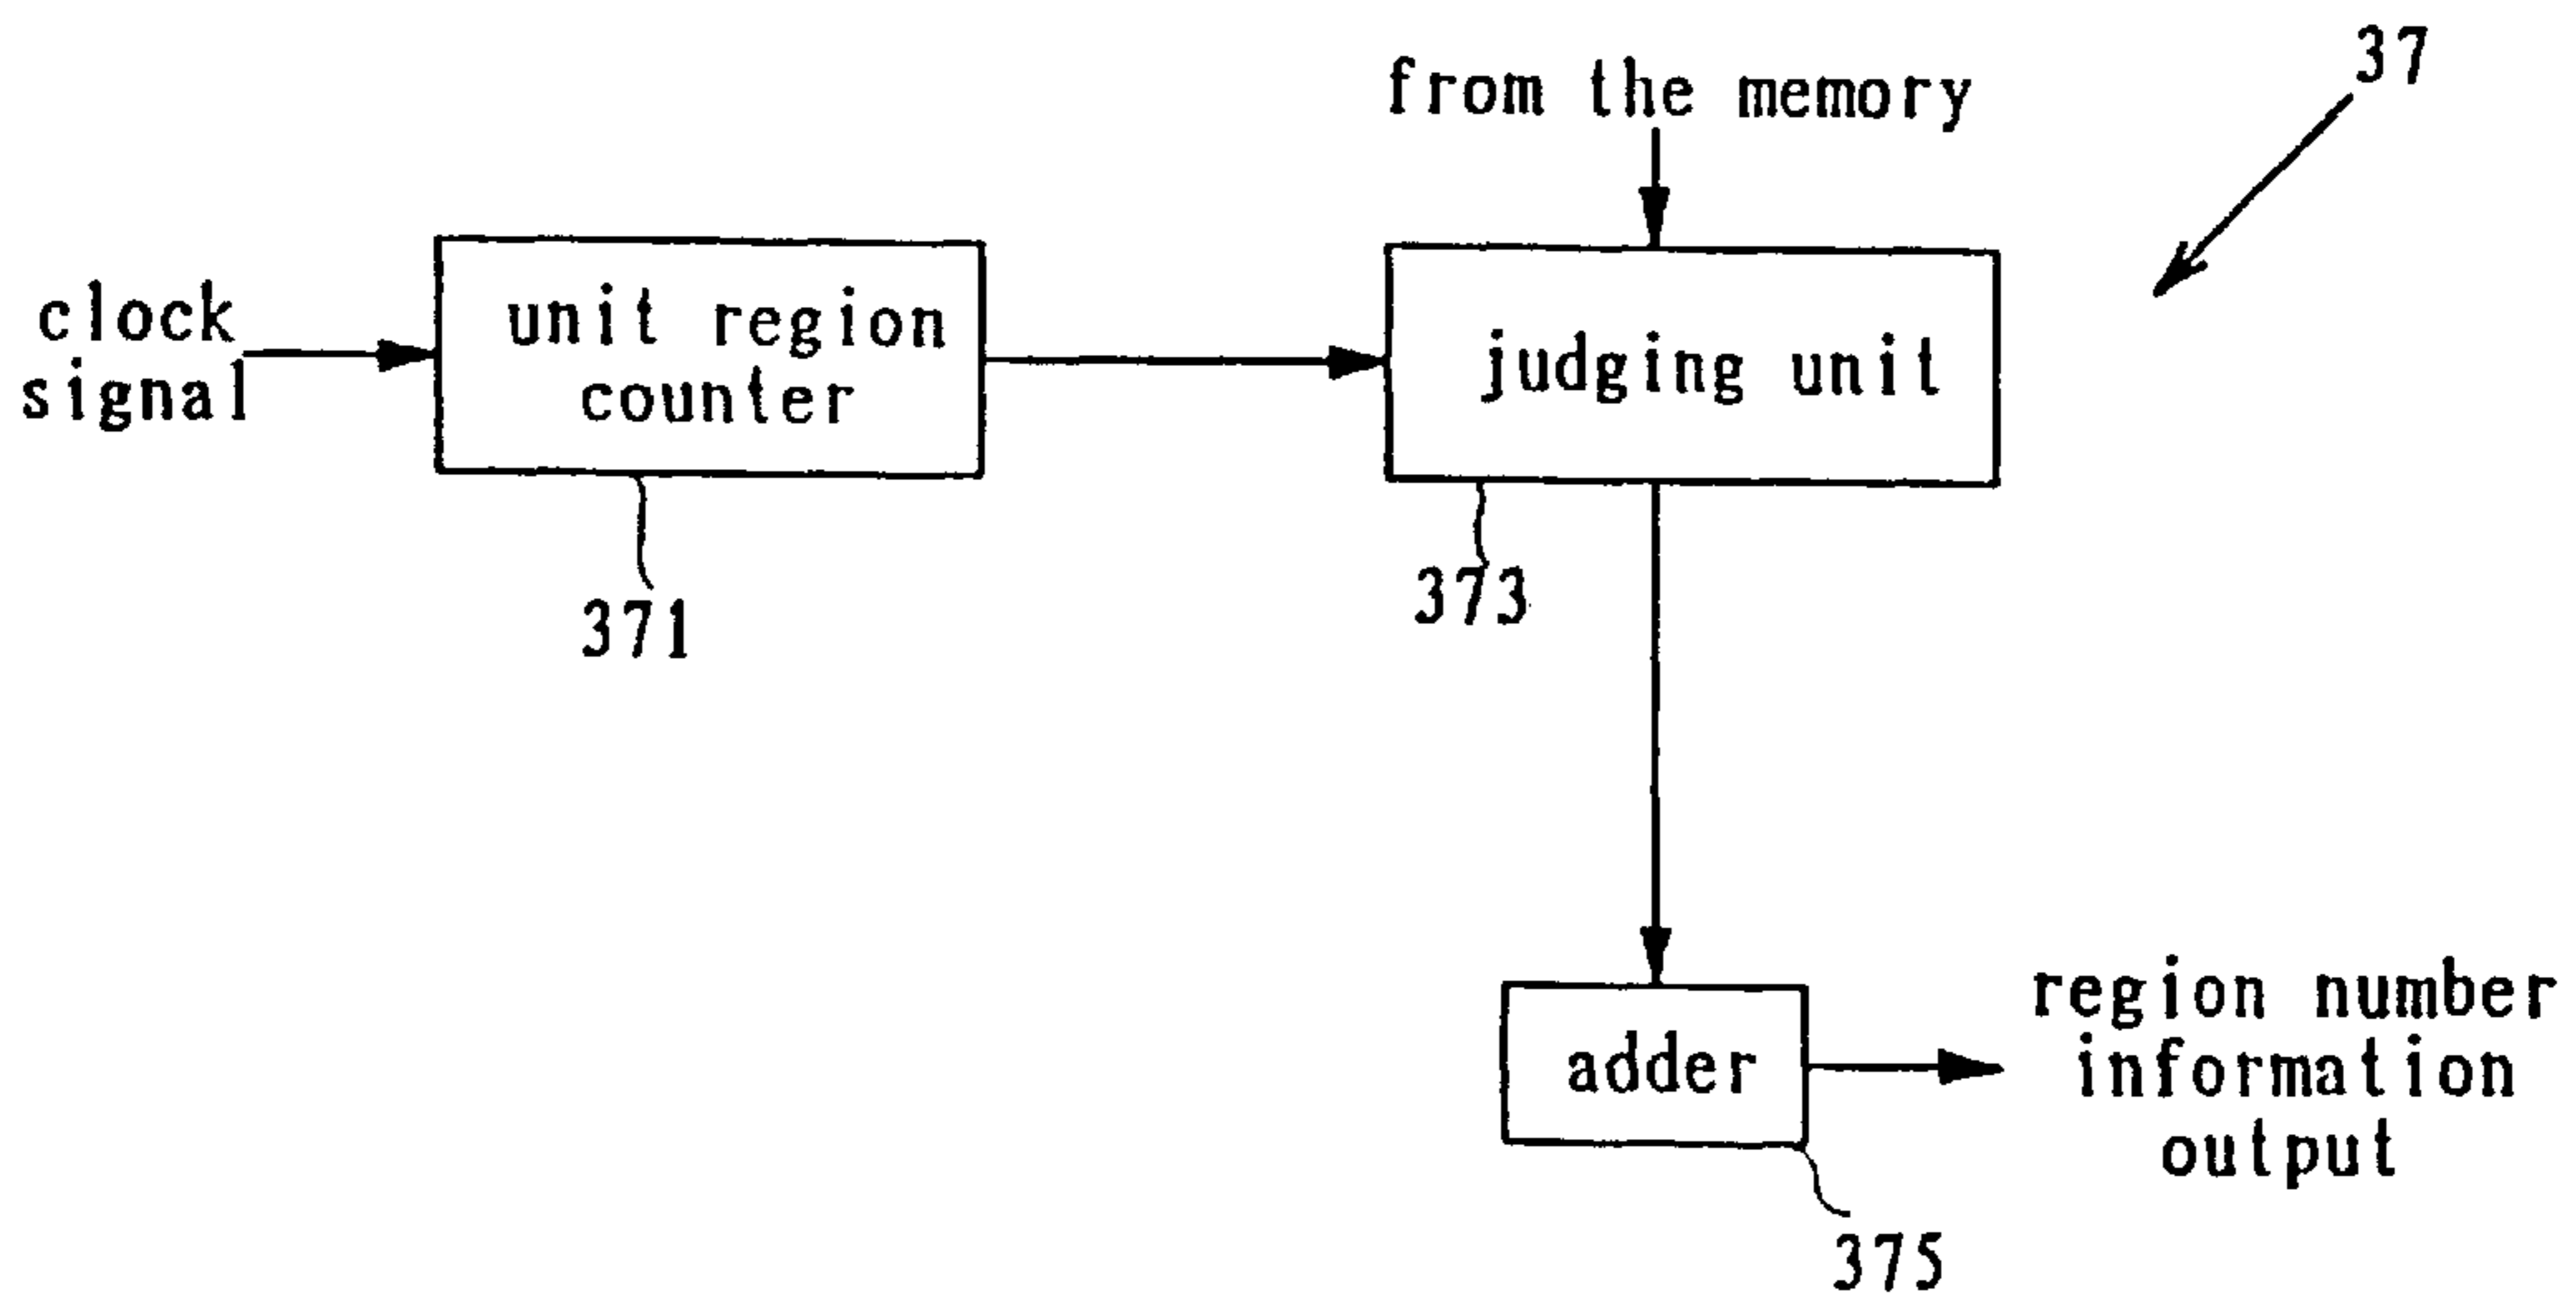 37
from the memory
clock
signal
unit region
counter
judging unit
371
373
adder
region number
information
output
375